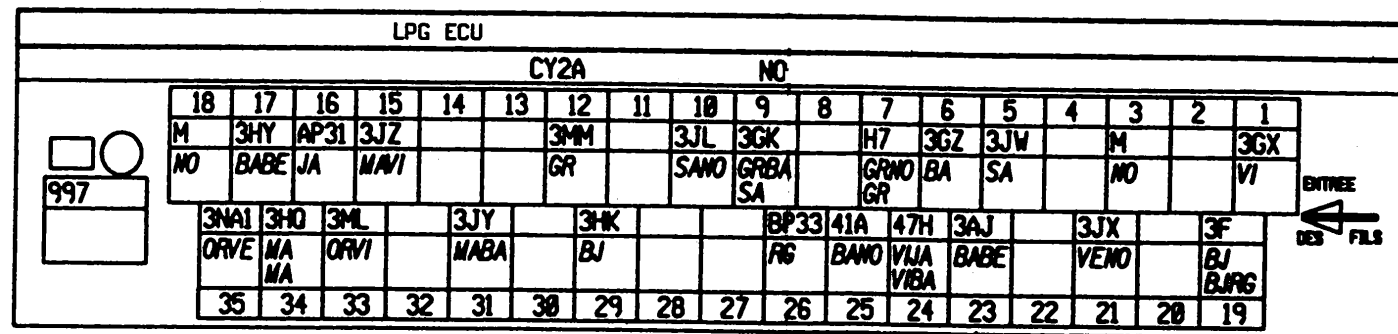 LPG ECU
CY2A NO
18 17 16 15 14 13 12 11 10 9 8 7 6 5 4 3 2 1
M 3HY AP31 3JZ 3MM 3JL 3GK H7 3GZ 3JW M 3GX
NO BABE JA MAVI GR SANO GRBA GRNO BA SA NO VI
SA GR
997
ENTREE
DES FILS
3NA1 3HQ 3ML 3JY 3HK BP33 41A 47H 3AJ 3JX 3F
ORVE MA ORVI MABA BJ RG BANO VIJA BABE VENO BJ
MA VIBA BJRG
35 34 33 32 31 30 29 28 27 26 25 24 23 22 21 20 19